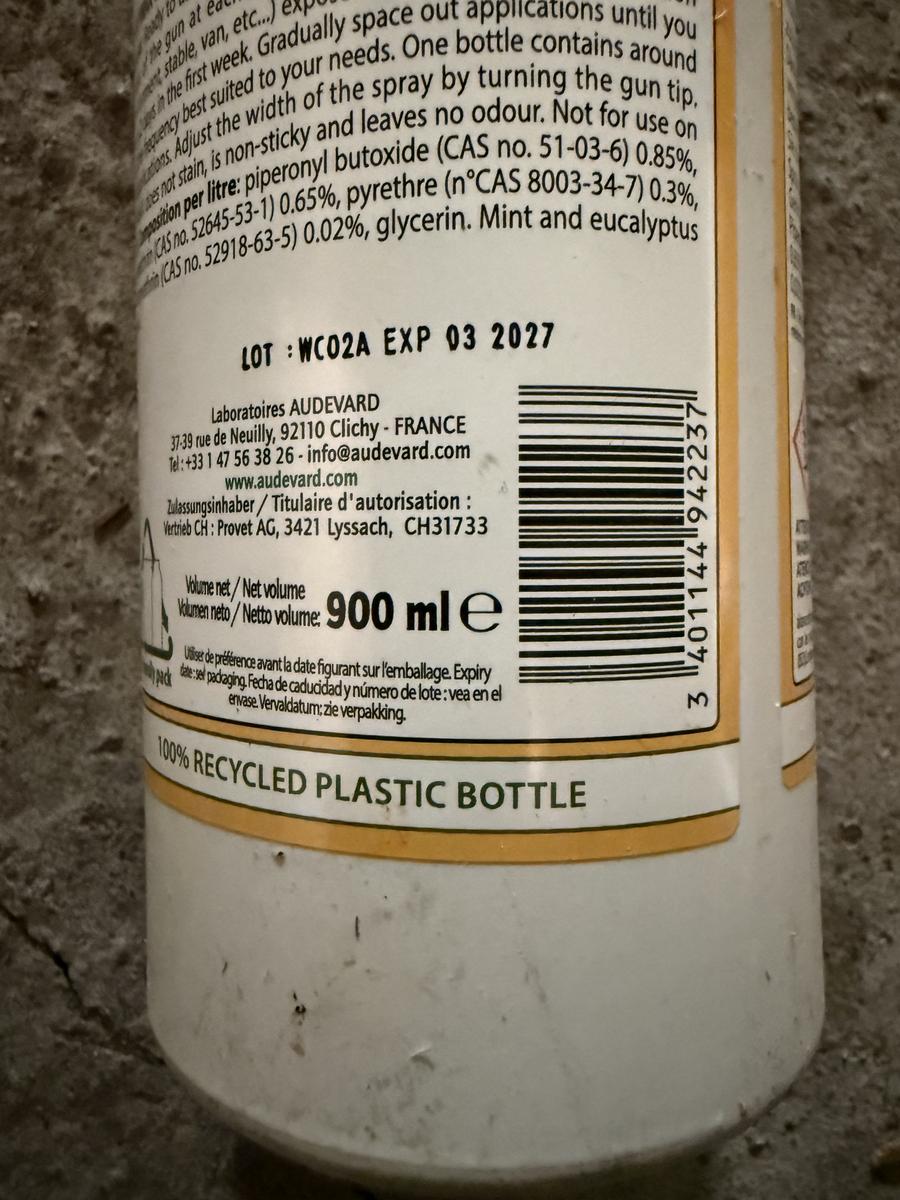 the gun at each
stable, van, etc...)
in the first week. Gradually space out applications until you
frequency best suited to your needs. One bottle contains around
Adjust the width of the spray by turning the gun tip.
not stain, is non-sticky and leaves no odour. Not for use on
per litre: piperonyl butoxide (CAS no. 51-03-6) 0.85%,
(CAS no. 52645-53-1) 0.65%, pyrethre (n°CAS 8003-34-7) 0.3%,
(CAS no. 52918-63-5) 0.02%, glycerin. Mint and eucalyptus
LOT : WC02A EXP 03 2027
Laboratoires AUDEVARD
37-39 rue de Neuilly, 92110 Clichy - FRANCE
Tel : +33 1 47 56 38 26 - info@audevard.com
www.audevard.com
Zulassungsinhaber / Titulaire d'autorisation :
Vertrieb CH : Provet AG, 3421 Lyssach, CH31733
Volume net / Net volume
Volumen neto / Netto volume: 900 ml e
Utiliser de préférence avant la date figurant sur l'emballage. Expiry
date : see packaging. Fecha de caducidad y número de lote : vea en el
envase. Vervaldatum: zie verpakking.
pack
3 401144 942237
100% RECYCLED PLASTIC BOTTLE